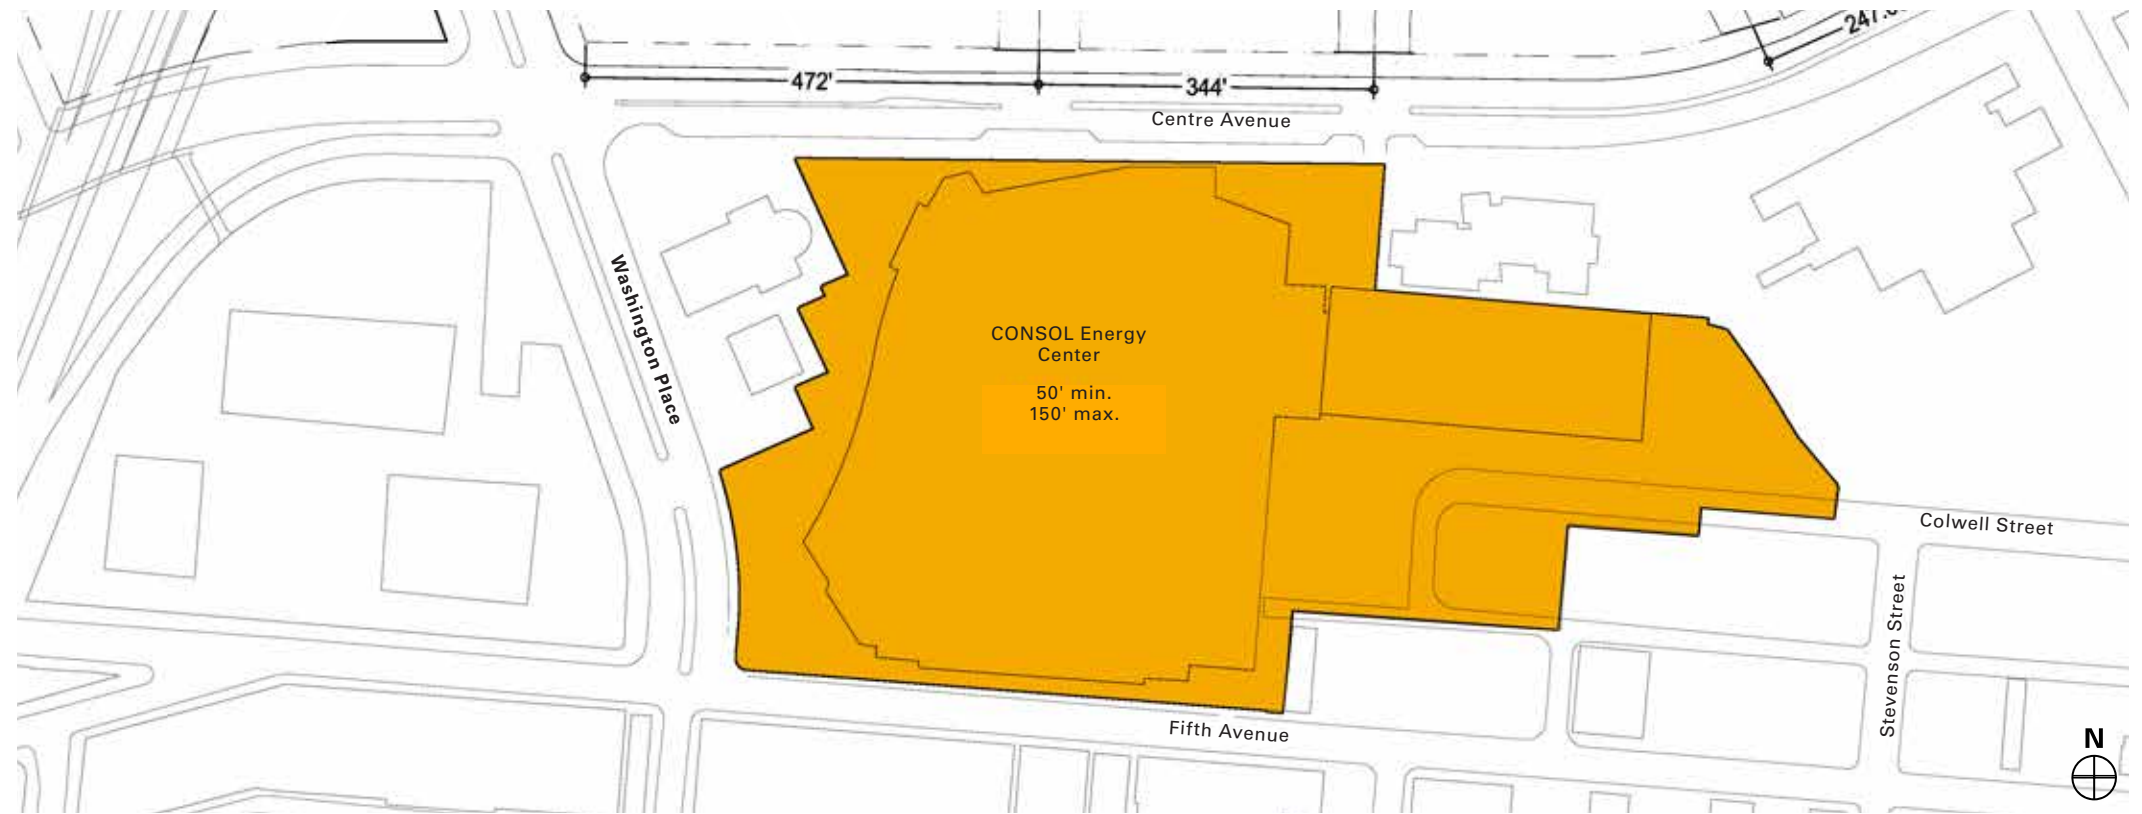 472'
344'
Centre Avenue
Washington Place
CONSOL Energy
Center
50' min.
150' max.
Colwell Street
Stevenson Street
Fifth Avenue
N